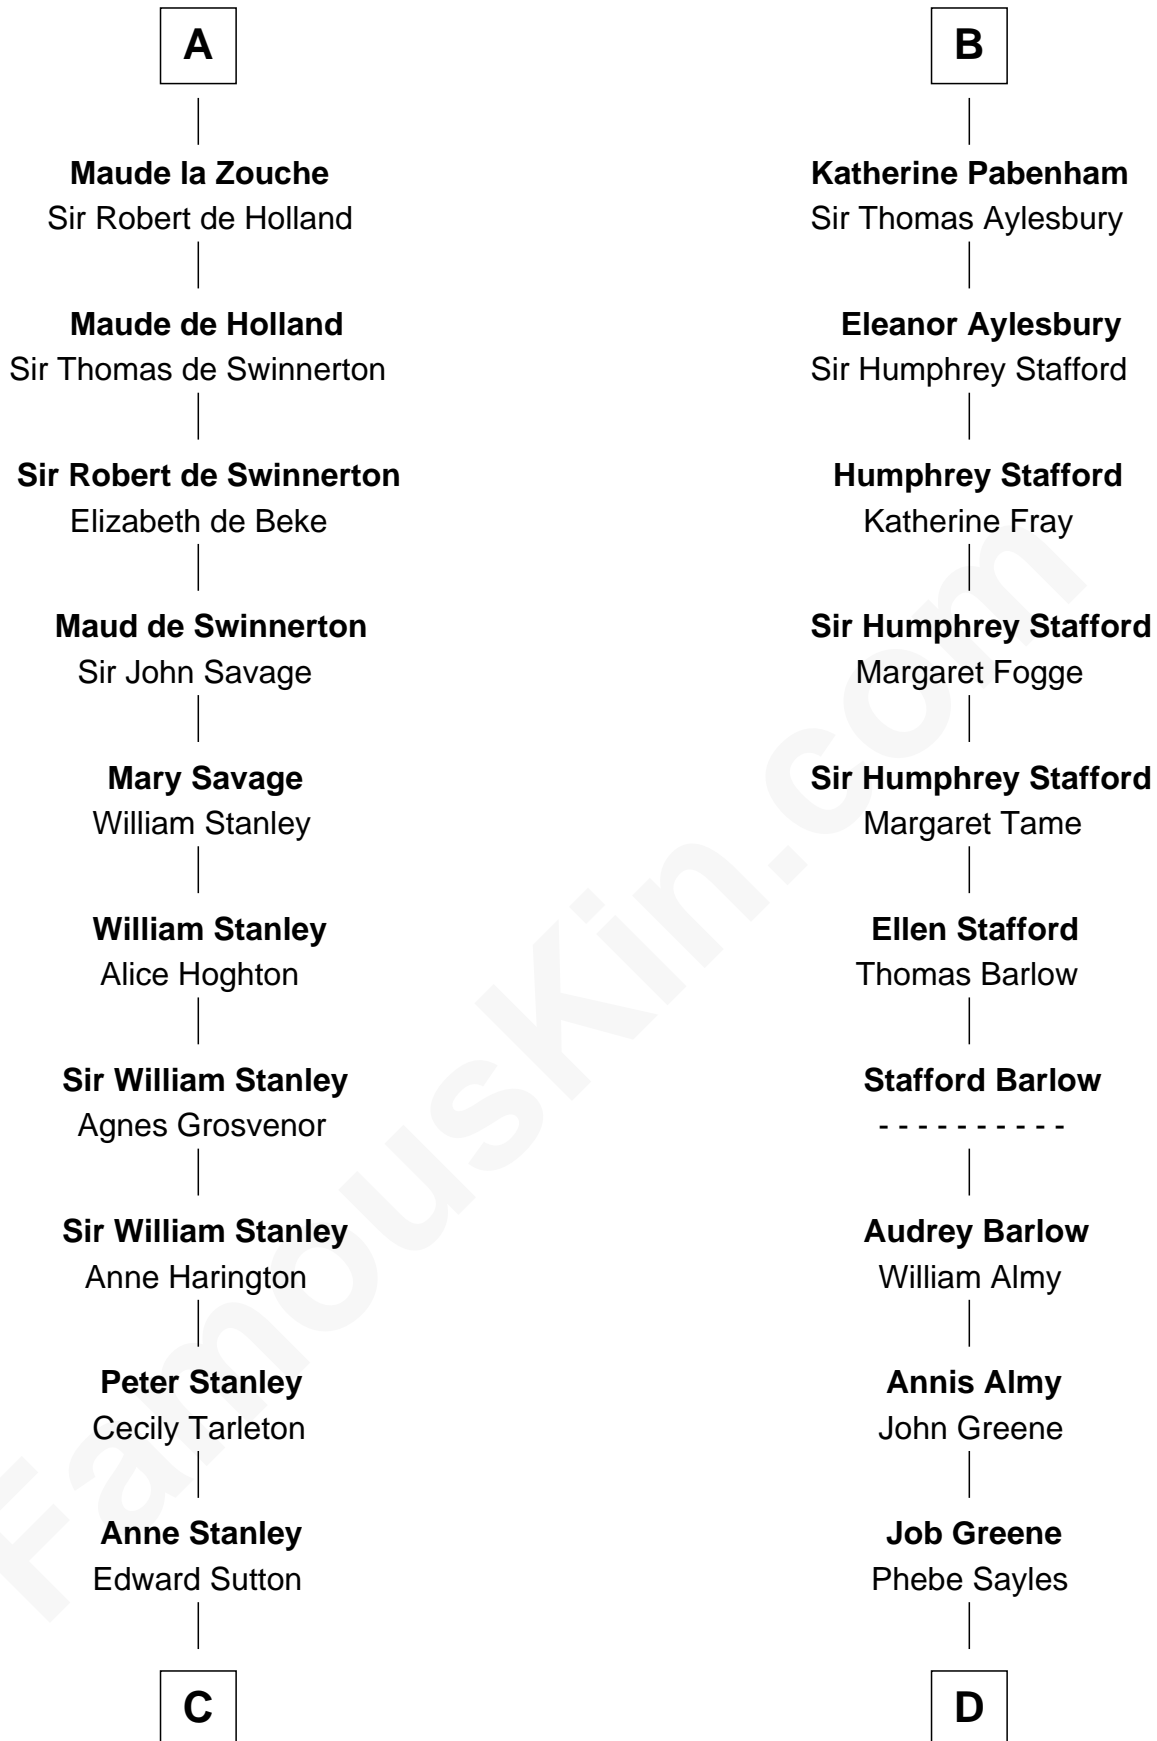 A
Maude la Zouche
Sir Robert de Holland
Maude de Holland
Sir Thomas de Swinnerton
Sir Robert de Swinnerton
Elizabeth de Beke
Maud de Swinnerton
Sir John Savage
Mary Savage
William Stanley
William Stanley
Alice Hoghton
Sir William Stanley
Agnes Grosvenor
Sir William Stanley
Anne Harington
Peter Stanley
Cecily Tarleton
Anne Stanley
Edward Sutton
C
B
Katherine Pabenham
Sir Thomas Aylesbury
Eleanor Aylesbury
Sir Humphrey Stafford
Humphrey Stafford
Katherine Fray
Sir Humphrey Stafford
Margaret Fogge
Sir Humphrey Stafford
Margaret Tame
Ellen Stafford
Thomas Barlow
Stafford Barlow
- - - - - - - - - -
Audrey Barlow
William Almy
Annis Almy
John Greene
Job Greene
Phebe Sayles
D
FamousKin.com